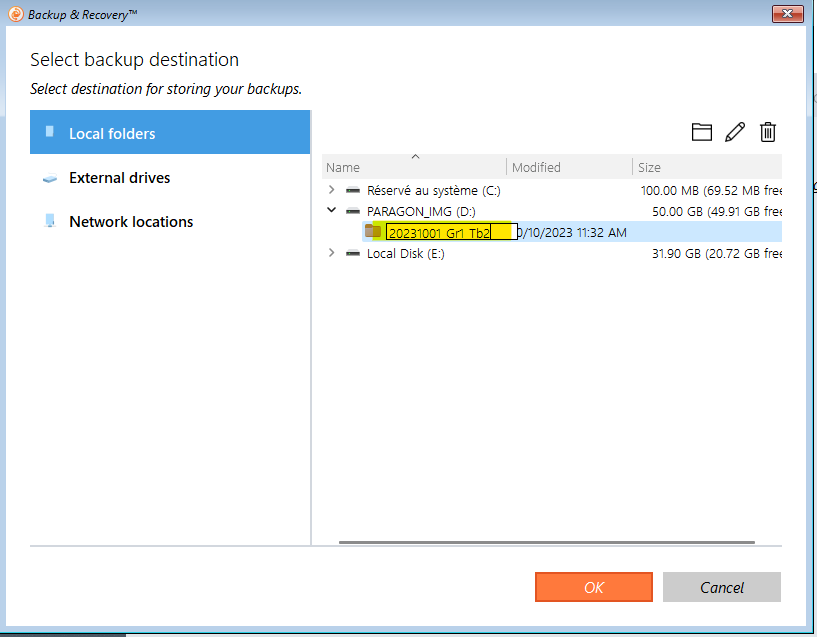 Backup & Recovery™
Select backup destination
Select destination for storing your backups.
Local folders
External drives
Network locations
Name Modified Size
Réservé au système (C:) 100.00 MB (69.52 MB free
PARAGON_IMG (D:) 50.00 GB (49.91 GB free
20231001 Gr1 Tb2 0/10/2023 11:32 AM
Local Disk (E:) 31.90 GB (20.72 GB free
OK Cancel